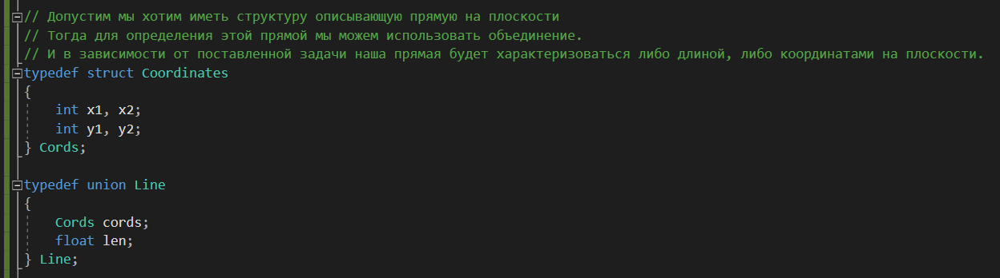 // Допустим мы хотим иметь структуру описывающую прямую на плоскости
// Тогда для определения этой прямой мы можем использовать объединение.
// И в зависимости от поставленной задачи наша прямая будет характеризоваться либо длиной, либо координатами на плоскости.
typedef struct Coordinates
{
    int x1, x2;
    int y1, y2;
} Cords;

typedef union Line
{
    Cords cords;
    float len;
} Line;